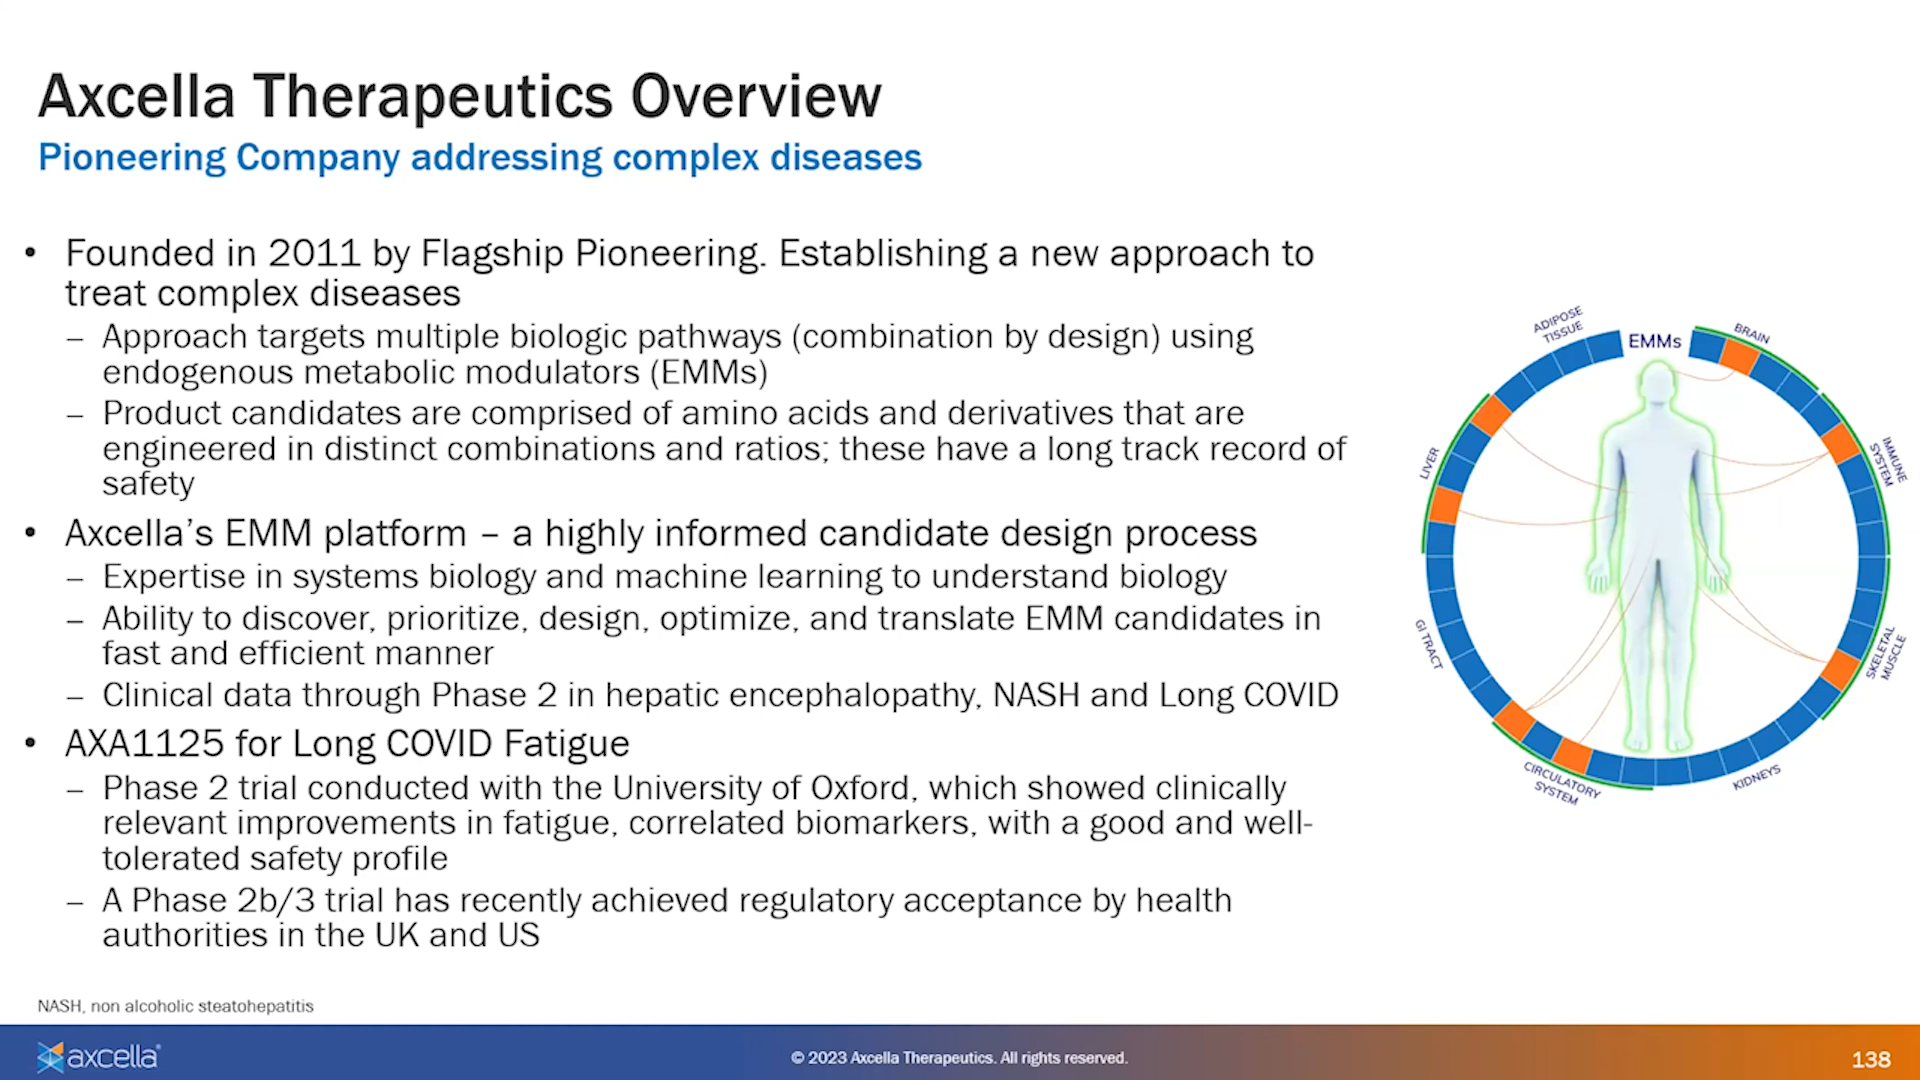 Axcella Therapeutics Overview
Pioneering Company addressing complex diseases
• Founded in 2011 by Flagship Pioneering. Establishing a new approach to
treat complex diseases
– Approach targets multiple biologic pathways (combination by design) using
endogenous metabolic modulators (EMMs)
– Product candidates are comprised of amino acids and derivatives that are
engineered in distinct combinations and ratios; these have a long track record of
safety
• Axcella’s EMM platform – a highly informed candidate design process
– Expertise in systems biology and machine learning to understand biology
– Ability to discover, prioritize, design, optimize, and translate EMM candidates in
fast and efficient manner
– Clinical data through Phase 2 in hepatic encephalopathy, NASH and Long COVID
• AXA1125 for Long COVID Fatigue
– Phase 2 trial conducted with the University of Oxford, which showed clinically
relevant improvements in fatigue, correlated biomarkers, with a good and well-
tolerated safety profile
– A Phase 2b/3 trial has recently achieved regulatory acceptance by health
authorities in the UK and US
EMMs
BRAIN
IMMUNE
SYSTEM
SKELETAL
MUSCLE
KIDNEYS
CIRCULATORY
SYSTEM
GI TRACT
LIVER
ADIPOSE
TISSUE
NASH, non alcoholic steatohepatitis
axcella®
© 2023 Axcella Therapeutics. All rights reserved.
138